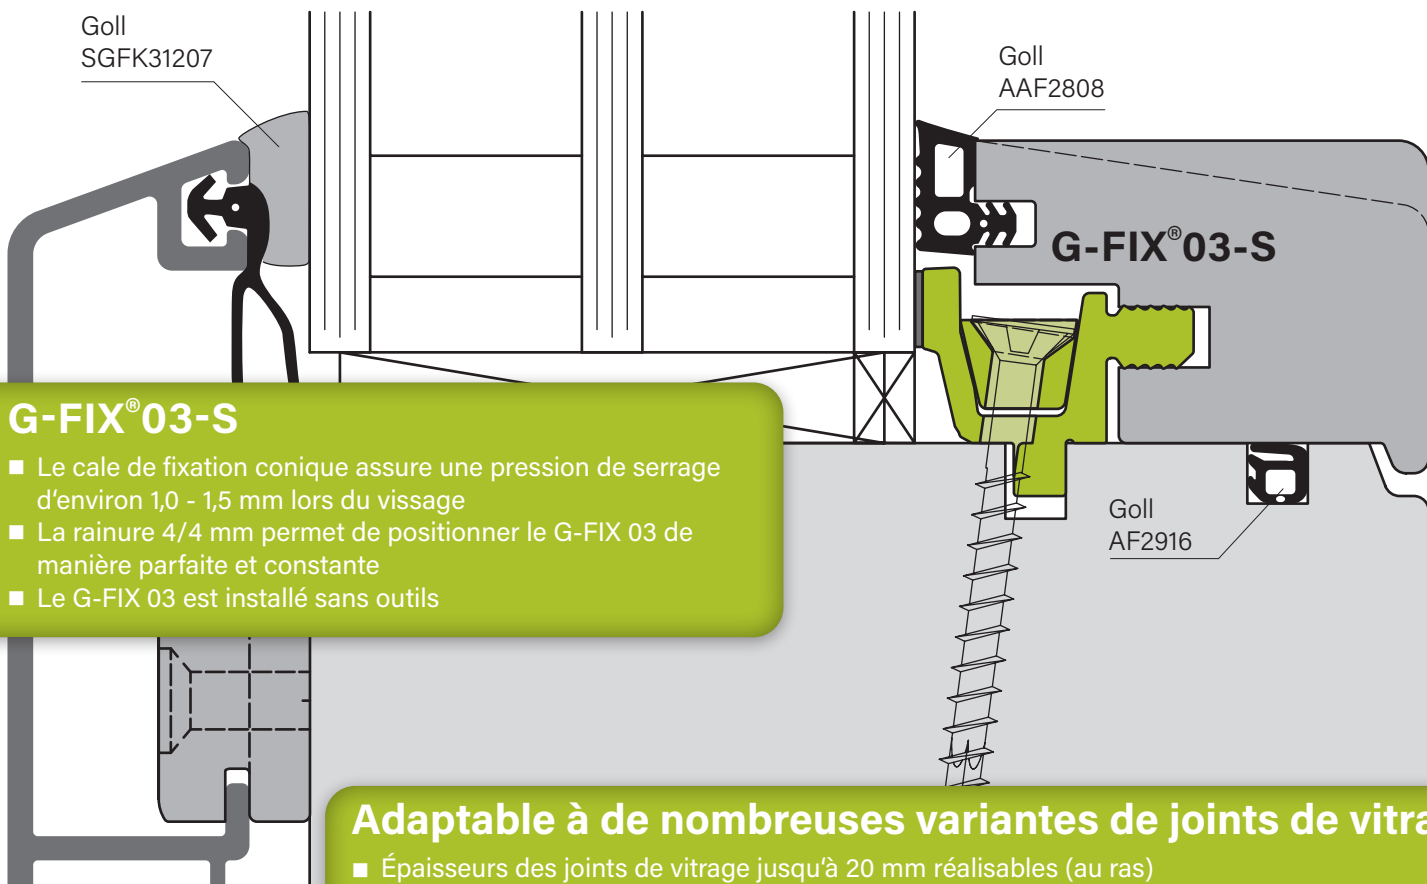 Goll
SGFK31207
Goll
AAF2808
G-FIX®03-S
G-FIX®03-S
■ Le cale de fixation conique assure une pression de serrage
d'environ 1,0 - 1,5 mm lors du vissage
■ La rainure 4/4 mm permet de positionner le G-FIX 03 de
manière parfaite et constante
■ Le G-FIX 03 est installé sans outils
Goll
AF2916
Adaptable à de nombreuses variantes de joints de vitra
■ Épaisseurs des joints de vitrage jusqu'à 20 mm réalisables (au ras)